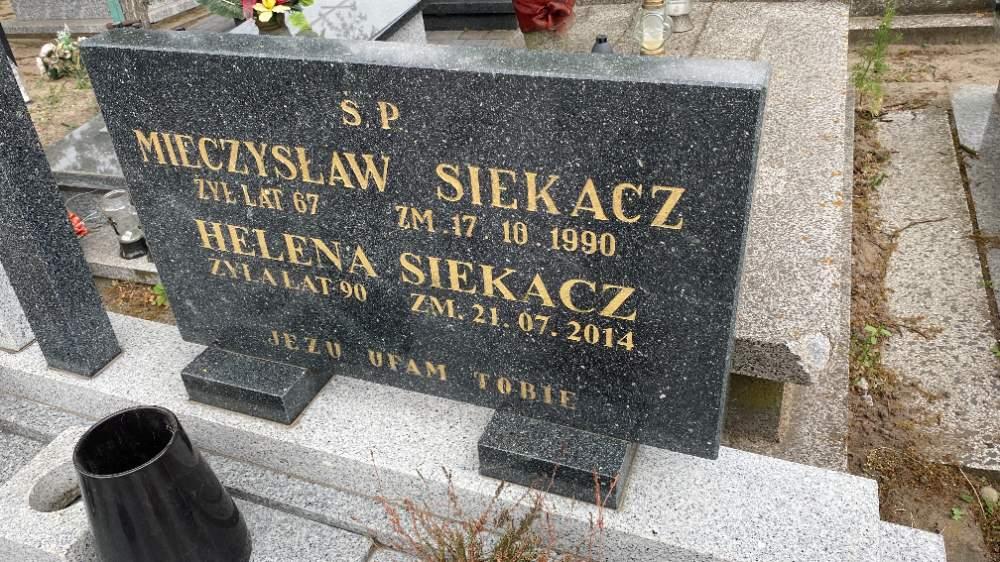 Ś. P.
MIECZYSŁAW SIEKACZ
ŻYŁ LAT 67 ZM. 17. 10. 1990
HELENA SIEKACZ
ŻYŁA LAT 90 ZM. 21. 07. 2014
JEZU UFAM TOBIE